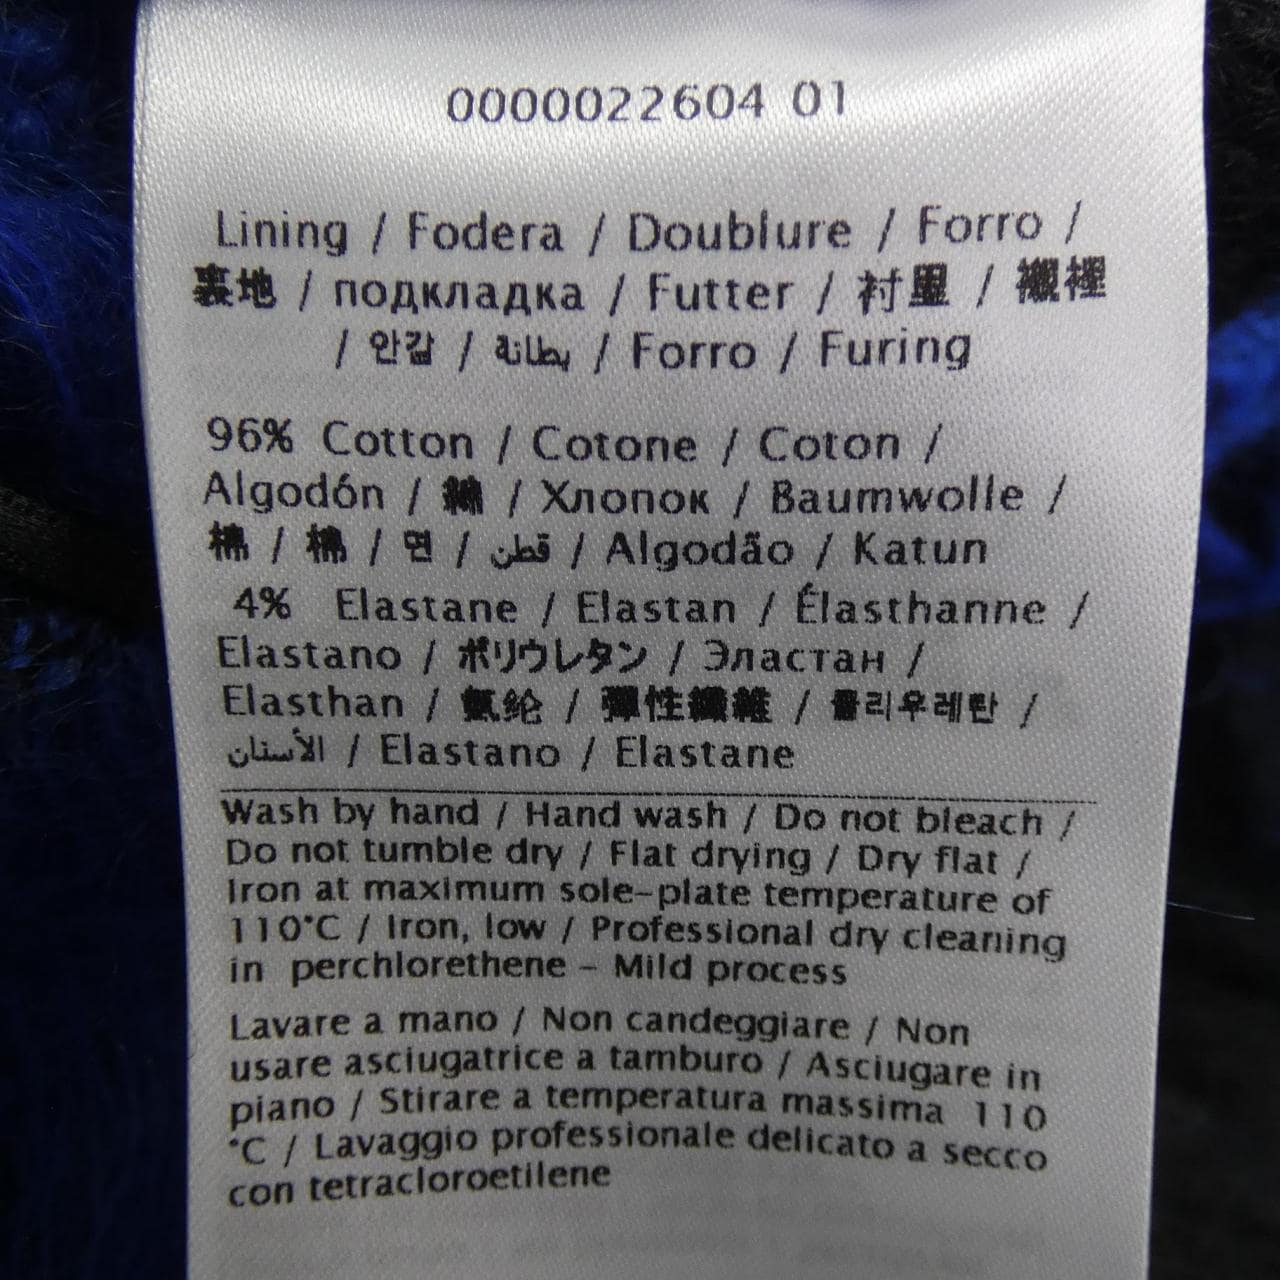 0000022604 01
Lining / Fodera / Doublure / Forro /
裏地 / подкладка / Futter / 衬里 / 襯裡
/ 안감 / بطانة / Forro / Furing
96% Cotton / Cotone / Coton /
Algodón / 綿 / Хлопок / Baumwolle /
棉 / 棉 / 면 / قطن / Algodão / Katun
4% Elastane / Elastan / Élasthanne /
Elastano / ポリウレタン / Эластан /
Elasthan / 氨纶 / 彈性纖維 / 폴리우레탄 /
الأستان / Elastano / Elastane
Wash by hand / Hand wash / Do not bleach /
Do not tumble dry / Flat drying / Dry flat /
Iron at maximum sole-plate temperature of
110°C / Iron, low / Professional dry cleaning
in perchlorethene - Mild process
Lavare a mano / Non candeggiare / Non
usare asciugatrice a tamburo / Asciugare in
piano / Stirare a temperatura massima 110
°C / Lavaggio professionale delicato a secco
con tetracloroetilene